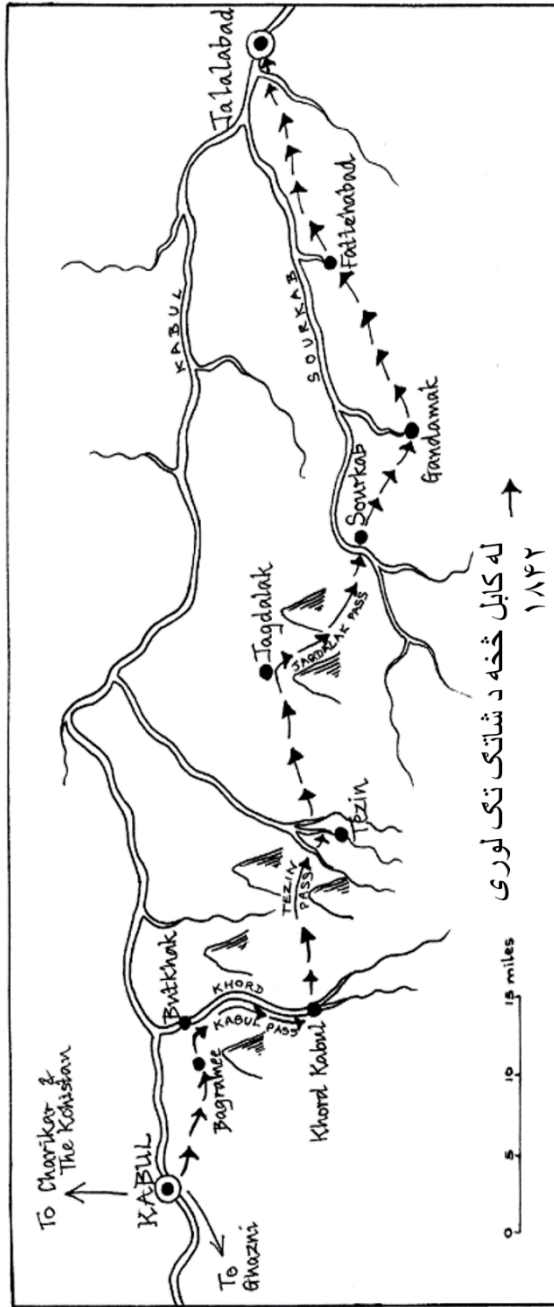 To Charikar &
The Kohistan
KABUL
To
Ghazni
Bagramee
Butkhak
KHORD
KABUL PASS
Khord Kabul
TEZIN
PASS
Tezin
Jagdalak
JAGDALAK PASS
Sourkab
Gandamak
SOURKAB
KABUL
Fattehabad
Jalalabad
0 5 10 15 miles
له کابل څخه د شاتګ تګ لوری
۱۸۴۲